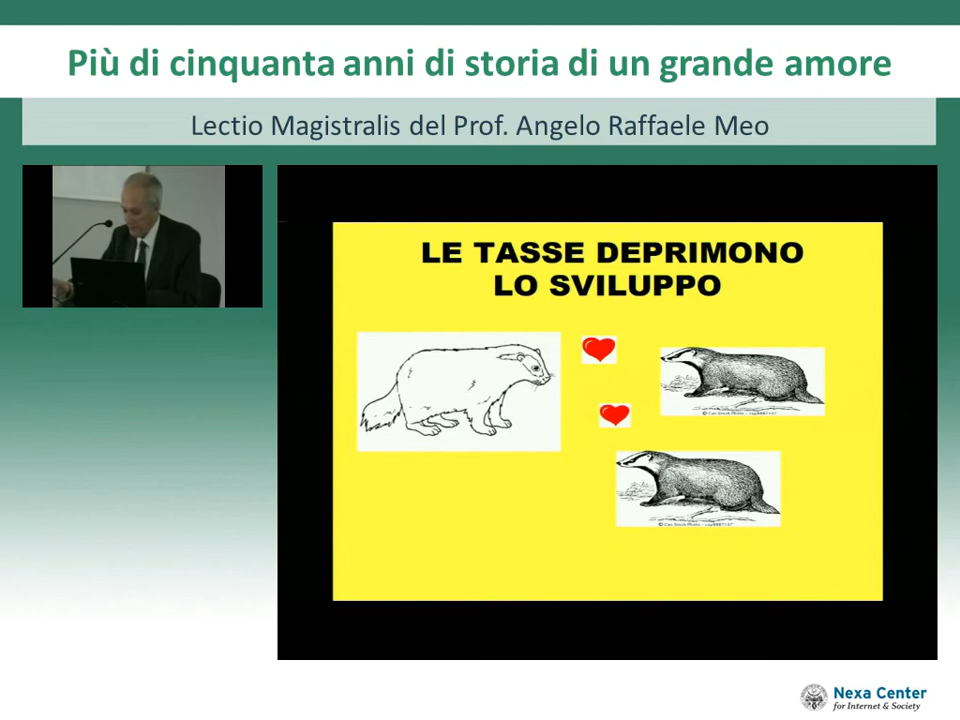 Più di cinquanta anni di storia di un grande amore
Lectio Magistralis del Prof. Angelo Raffaele Meo
LE TASSE DEPRIMONO
LO SVILUPPO
Nexa Center
for Internet & Society